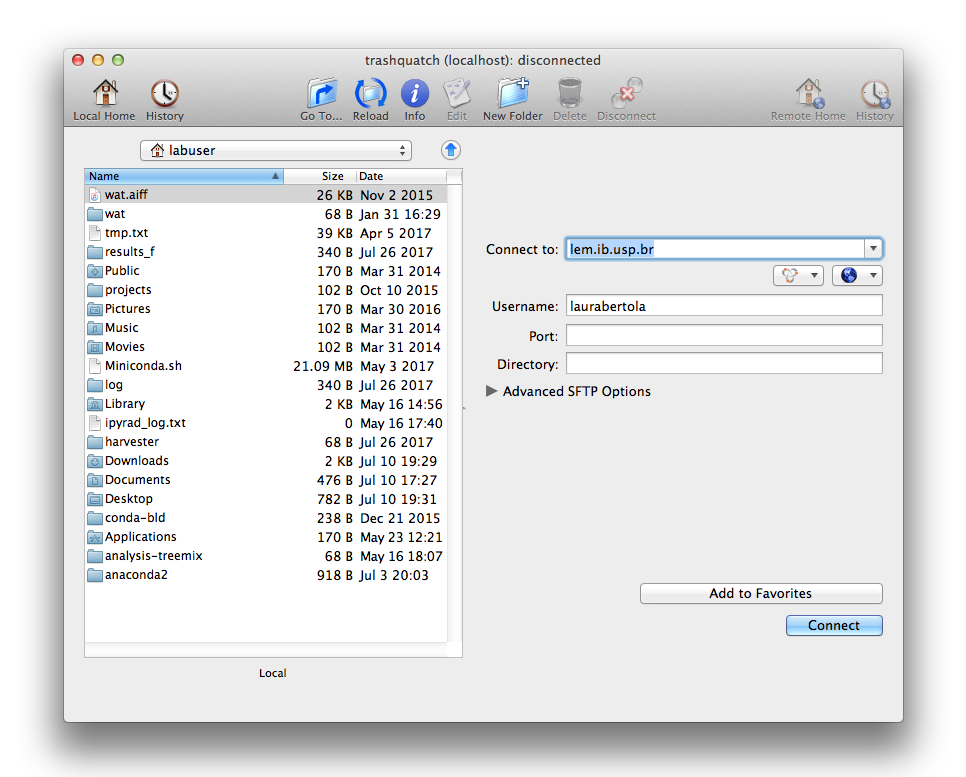 trashquatch (localhost): disconnected
Local Home History Go To... Reload Info Edit New Folder Delete Disconnect Remote Home History
labuser
Name Size Date
wat.aiff 26 KB Nov 2 2015
wat 68 B Jan 31 16:29
tmp.txt 39 KB Apr 5 2017
results_f 340 B Jul 26 2017
Public 170 B Mar 31 2014
projects 102 B Oct 10 2015
Pictures 170 B Mar 30 2016
Music 102 B Mar 31 2014
Movies 102 B Mar 31 2014
Miniconda.sh 21.09 MB May 3 2017
log 340 B Jul 26 2017
Library 2 KB May 16 14:56
ipyrad_log.txt 0 May 16 17:40
harvester 68 B Jul 26 2017
Downloads 2 KB Jul 10 19:29
Documents 476 B Jul 10 17:27
Desktop 782 B Jul 10 19:31
conda-bld 238 B Dec 21 2015
Applications 170 B May 23 12:21
analysis-treemix 68 B May 16 18:07
anaconda2 918 B Jul 3 20:03
Local
Connect to: lem.ib.usp.br
Username: laurabertola
Port:
Directory:
Advanced SFTP Options
Add to Favorites
Connect